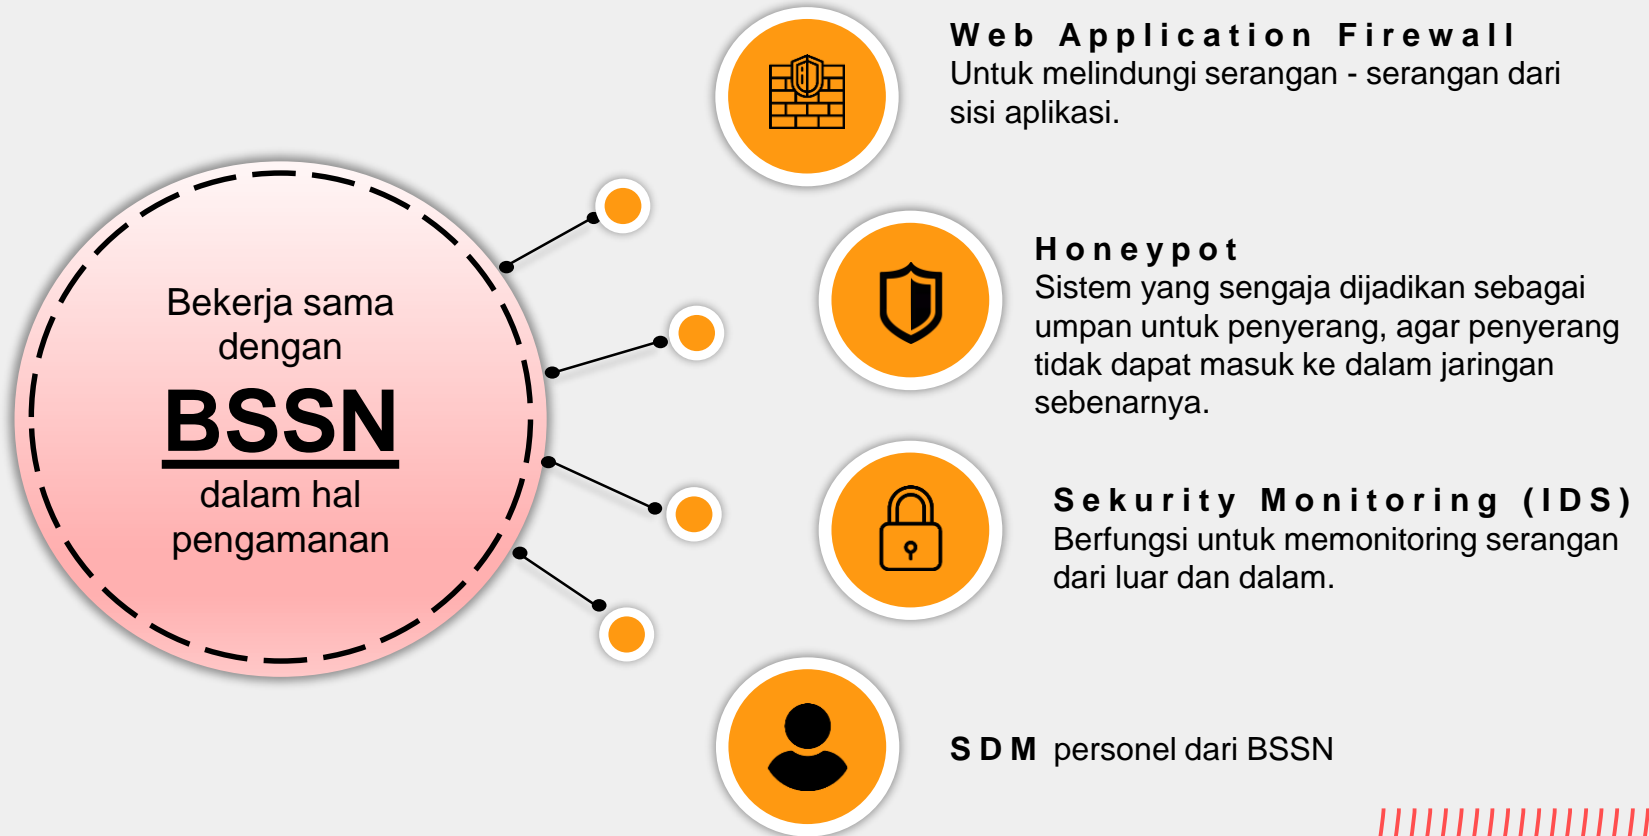 Bekerja sama
dengan
BSSN
dalam hal
pengamanan
Web Application Firewall
Untuk melindungi serangan - serangan dari
sisi aplikasi.
Honeypot
Sistem yang sengaja dijadikan sebagai
umpan untuk penyerang, agar penyerang
tidak dapat masuk ke dalam jaringan
sebenarnya.
Sekurity Monitoring (IDS)
Berfungsi untuk memonitoring serangan
dari luar dan dalam.
SDM personel dari BSSN